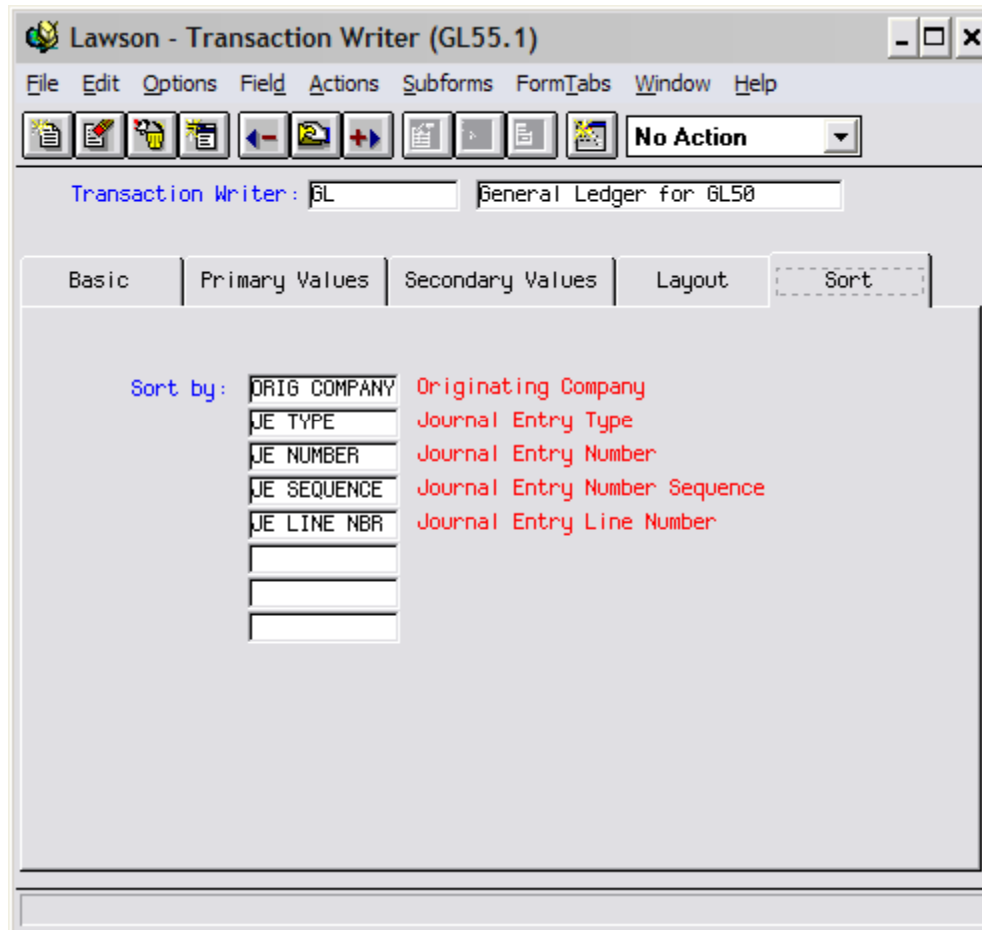 Lawson - Transaction Writer (GL55.1)
File Edit Options Field Actions Subforms FormTabs Window Help
No Action
Transaction Writer: GL General Ledger for GL50
Basic Primary Values Secondary Values Layout Sort
Sort by: ORIG COMPANY Originating Company
JE TYPE Journal Entry Type
JE NUMBER Journal Entry Number
JE SEQUENCE Journal Entry Number Sequence
JE LINE NBR Journal Entry Line Number